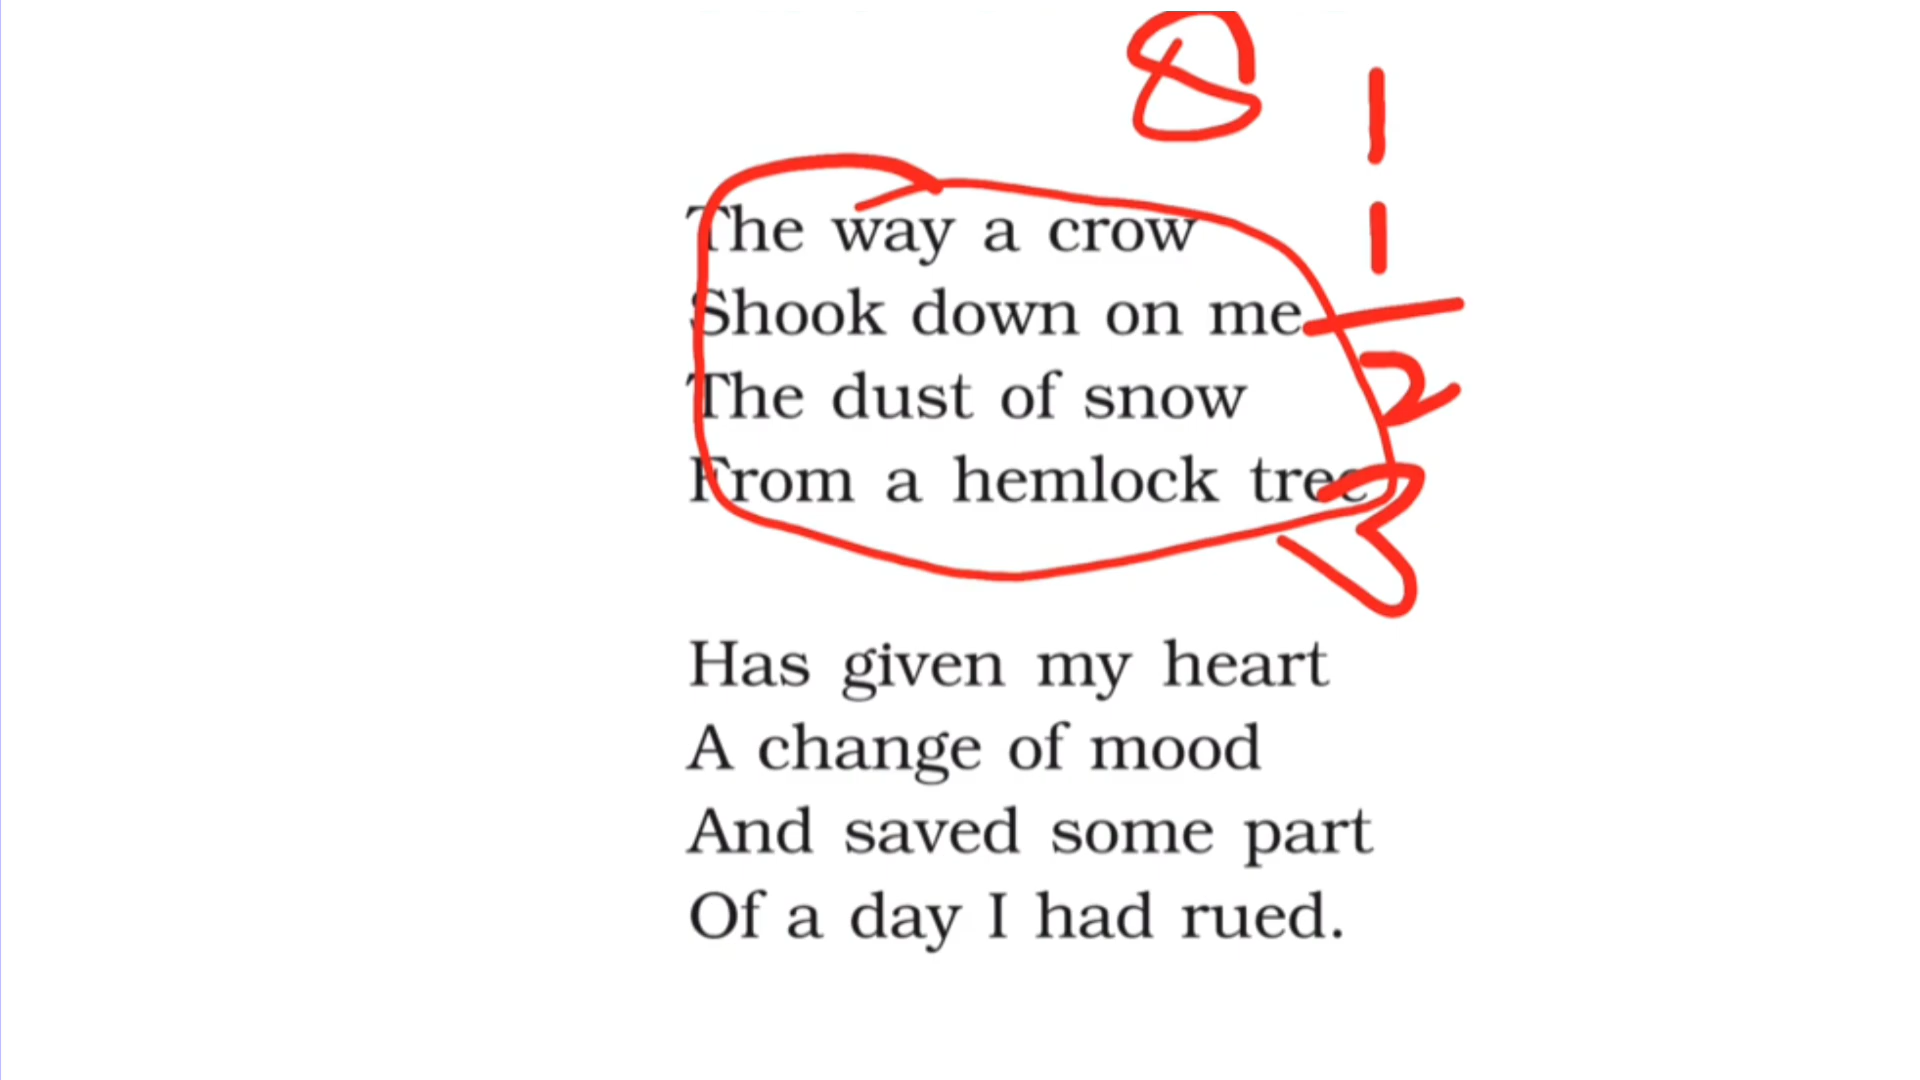 8
1
The way a crow
1
Shook down on me
The dust of snow
2
From a hemlock tree
3
Has given my heart
A change of mood
And saved some part
Of a day I had rued.